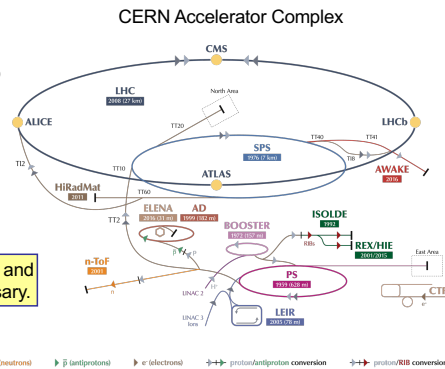 CERN Accelerator Complex
CMS
LHC
2008 (27 km)
North Area
ALICE
TT20
LHCb
SPS
1976 (7 km)
TT40
TT41
TI8
TI2
TT10
ATLAS
AWAKE
2016
HiRadMat
2011
TT60
ELENA
2016 (31 m)
AD
1999 (182 m)
TT2
BOOSTER
1972 (157 m)
ISOLDE
1992
p̄
p
RIBs
REX/HIE
2001/2015
East Area
and
sary.
n-ToF
2001
n
PS
1959 (628 m)
CTF
LINAC 2
H⁺
LINAC 3
Ions
LEIR
2005 (78 m)
(neutrons)
p̄ (antiprotons)
e⁻ (electrons)
proton/antiproton conversion
proton/RIB conversi